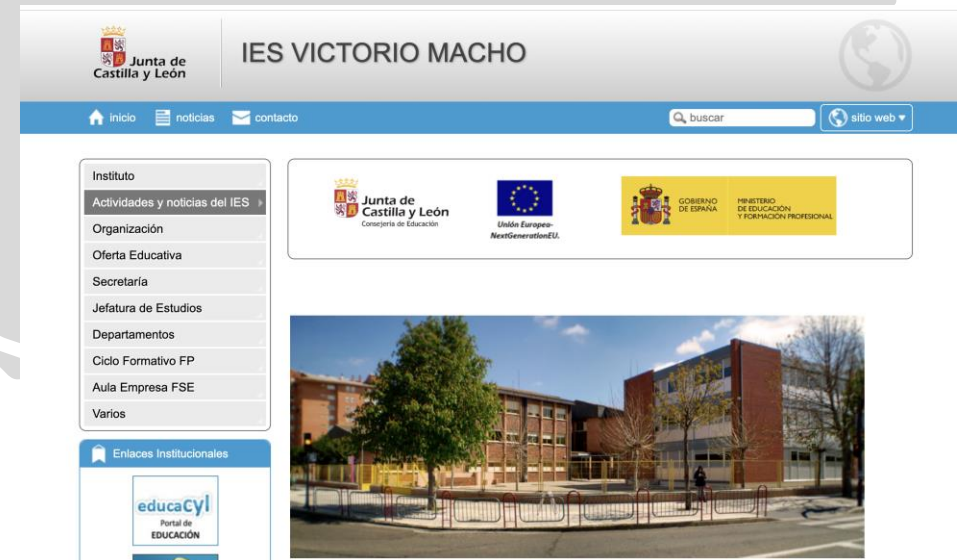 Junta de
Castilla y León
IES VICTORIO MACHO
inicio
noticias
contacto
buscar
sitio web
Instituto
Actividades y noticias del IES
Organización
Oferta Educativa
Secretaría
Jefatura de Estudios
Departamentos
Ciclo Formativo FP
Aula Empresa FSE
Varios
Enlaces Institucionales
educacyl
Portal de
EDUCACIÓN
Junta de
Castilla y León
Consejería de Educación
Unión Europea-
NextGenerationEU.
GOBIERNO
DE ESPAÑA
MINISTERIO
DE EDUCACIÓN
Y FORMACIÓN PROFESIONAL